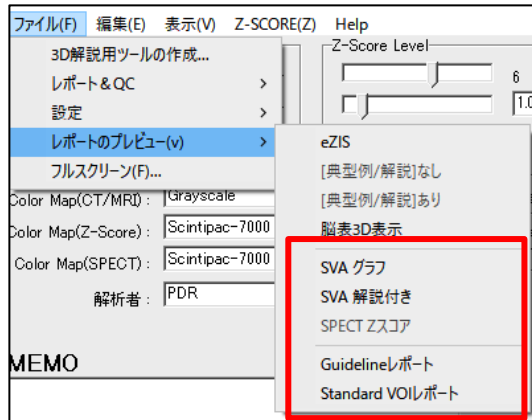 ファイル(F) 編集(E) 表示(V) Z-SCORE(Z) Help
3D解説用ツールの作成...
レポート＆QC >
設定 >
レポートのプレビュー(v) >
フルスクリーン(F)...
Z-Score Level
6
1.0
eZIS
[典型例/解説]なし
[典型例/解説]あり
脳表3D表示
SVA グラフ
SVA 解説付き
SPECT Zスコア
Guidelineレポート
Standard VOIレポート
Color Map(CT/MRI) : Grayscale
Color Map(Z-Score) : Scintipac-7000
Color Map(SPECT) : Scintipac-7000
解析者 : PDR
MEMO